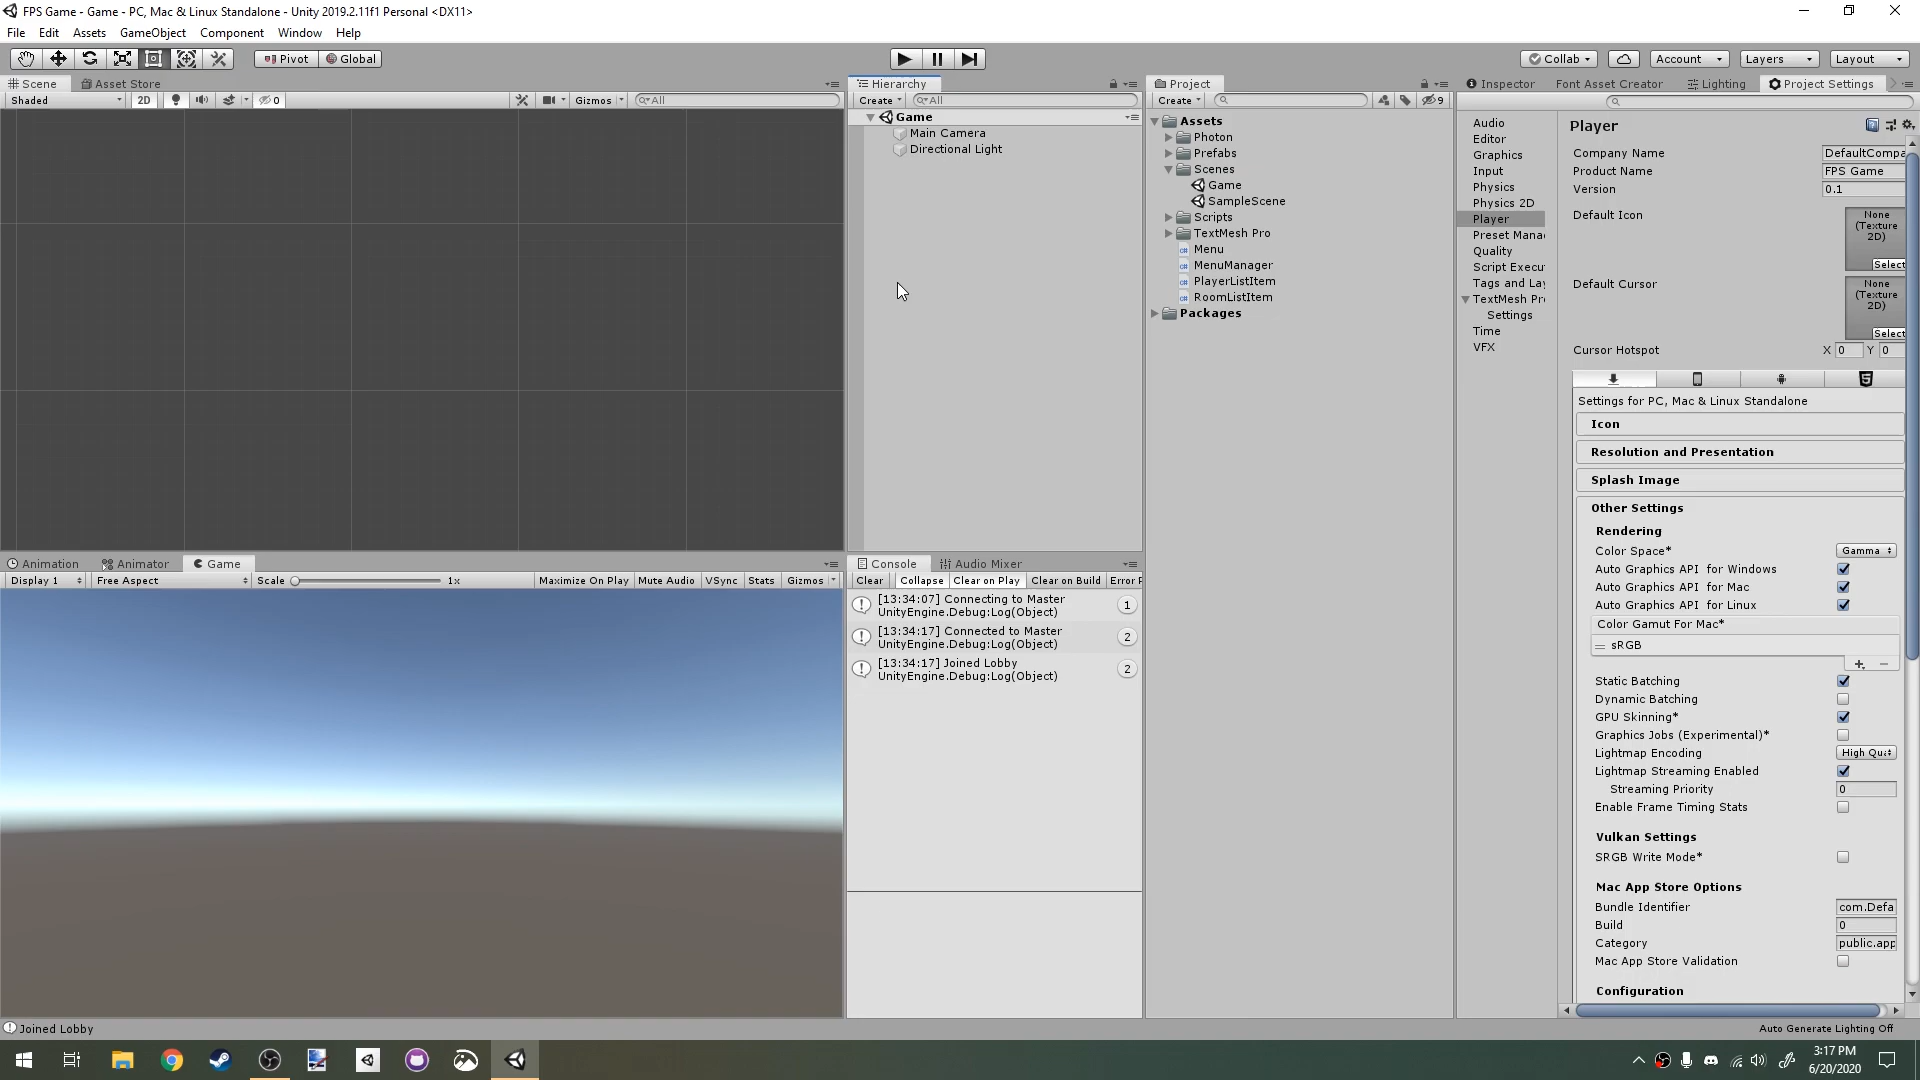 FPS Game - Game - PC, Mac & Linux Standalone - Unity 2019.2.11f1 Personal <DX11>
File Edit Assets GameObject Component Window Help
Pivot Global Collab Account Layers Layout
Scene Asset Store
Shaded 2D 0 Gizmos All
Hierarchy
Create All
Game
Main Camera
Directional Light
Project
Create 9
Assets
Photon
Prefabs
Scenes
Game
SampleScene
Scripts
TextMesh Pro
Menu
MenuManager
PlayerListItem
RoomListItem
Packages
Inspector Font Asset Creator Lighting Project Settings
Audio
Editor
Graphics
Input
Physics
Physics 2D
Player
Preset Mana
Quality
Script Execu
Tags and Lay
TextMesh Pr
Settings
Time
VFX
Player
Company Name DefaultCompa
Product Name FPS Game
Version 0.1
Default Icon
None
(Texture
2D)
Select
Default Cursor
None
(Texture
2D)
Select
Cursor Hotspot X 0 Y 0
Settings for PC, Mac & Linux Standalone
Icon
Resolution and Presentation
Splash Image
Other Settings
Rendering
Color Space* Gamma
Auto Graphics API for Windows
Auto Graphics API for Mac
Auto Graphics API for Linux
Color Gamut For Mac*
sRGB
Static Batching
Dynamic Batching
GPU Skinning*
Graphics Jobs (Experimental)*
Lightmap Encoding High Qua
Lightmap Streaming Enabled
Streaming Priority 0
Enable Frame Timing Stats
Vulkan Settings
SRGB Write Mode*
Mac App Store Options
Bundle Identifier com.Defa
Build 0
Category public.app
Mac App Store Validation
Configuration
Animation Animator Game
Display 1 Free Aspect Scale 1x Maximize On Play Mute Audio VSync Stats Gizmos
Console Audio Mixer
Clear Collapse Clear on Play Clear on Build Error P
[13:34:07] Connecting to Master
UnityEngine.Debug:Log(Object)
1
[13:34:17] Connected to Master
UnityEngine.Debug:Log(Object)
2
[13:34:17] Joined Lobby
UnityEngine.Debug:Log(Object)
2
Joined Lobby
Auto Generate Lighting Off
3:17 PM
6/20/2020